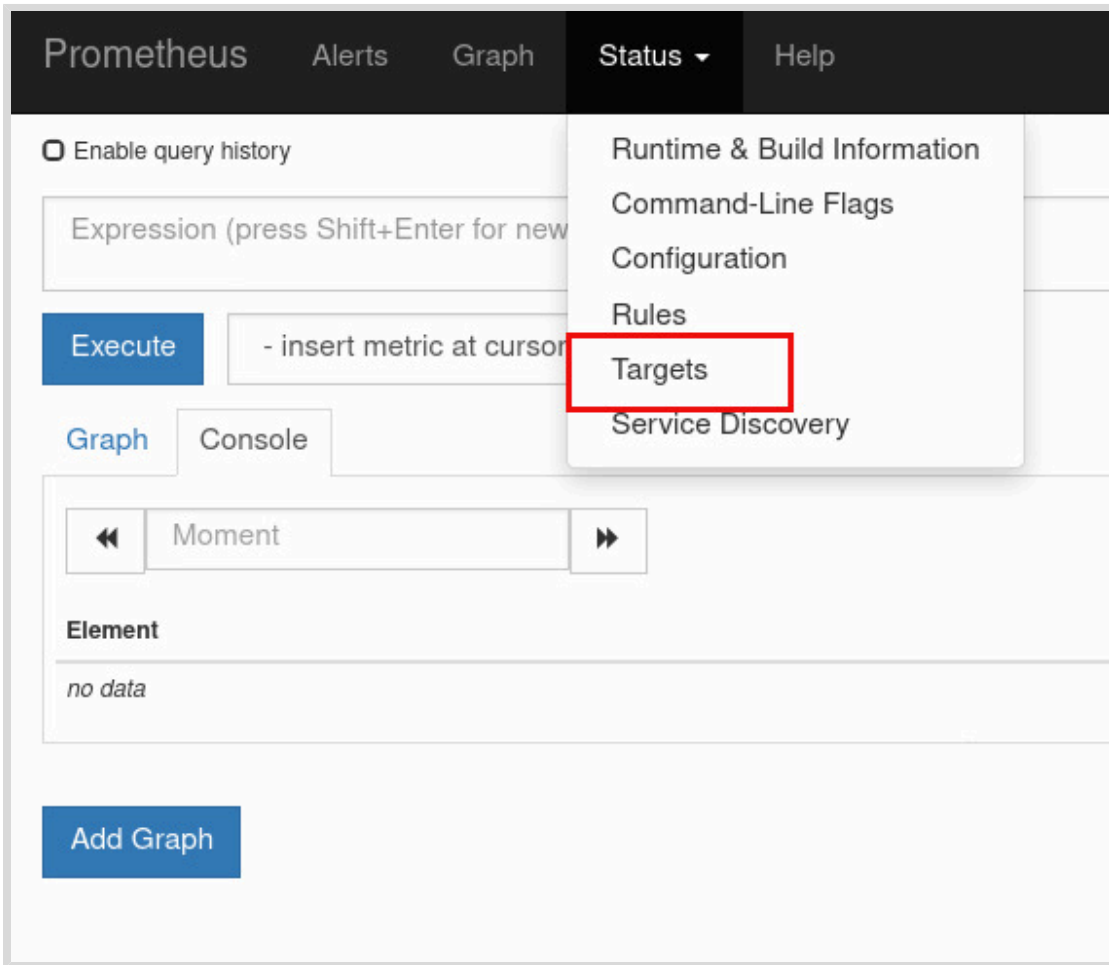 Prometheus Alerts Graph Status Help
Enable query history
Runtime & Build Information
Command-Line Flags
Expression (press Shift+Enter for new
Configuration
Rules
Execute
- insert metric at cursor
Targets
Service Discovery
Graph Console
Moment
Element
no data
Add Graph